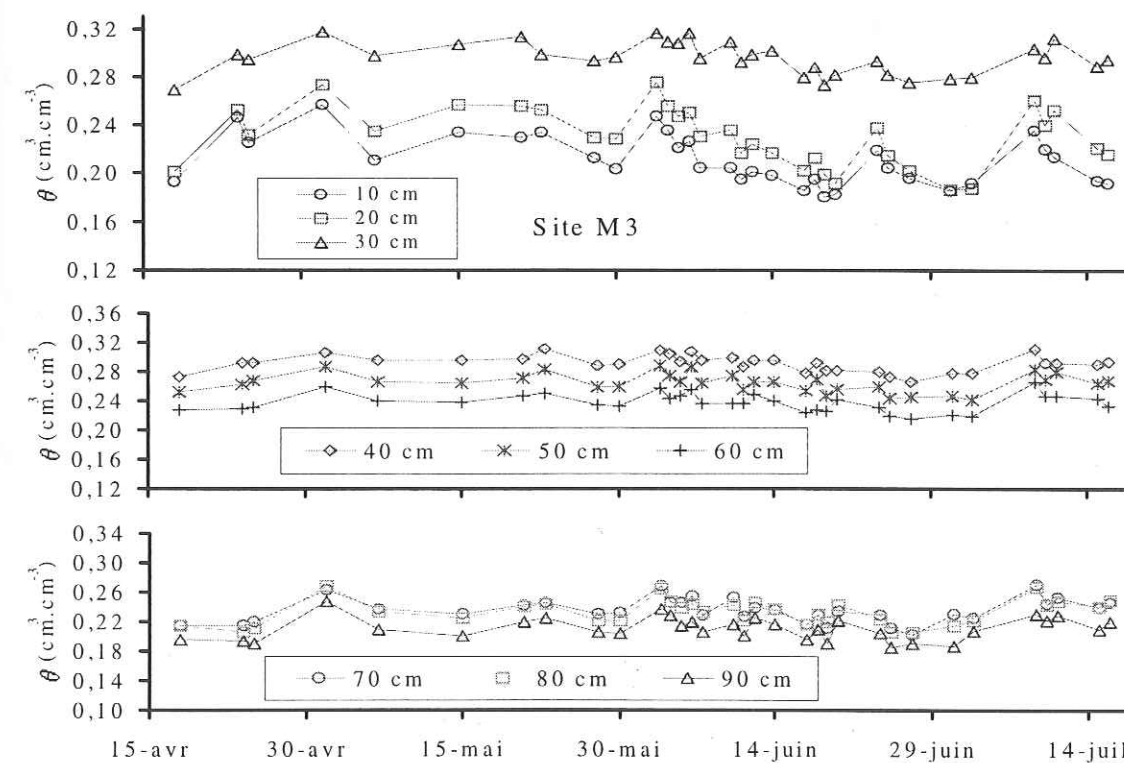 0,32
0,28
0,24
0,20
0,16
0,12
θ (cm³.cm⁻³)
10 cm
20 cm
30 cm
Site M3
0,36
0,32
0,28
0,24
0,20
0,16
0,12
θ (cm³.cm⁻³)
40 cm 50 cm 60 cm
0,34
0,30
0,26
0,22
0,18
0,14
0,10
θ (cm³.cm⁻³)
70 cm 80 cm 90 cm
15-avr 30-avr 15-mai 30-mai 14-juin 29-juin 14-juil